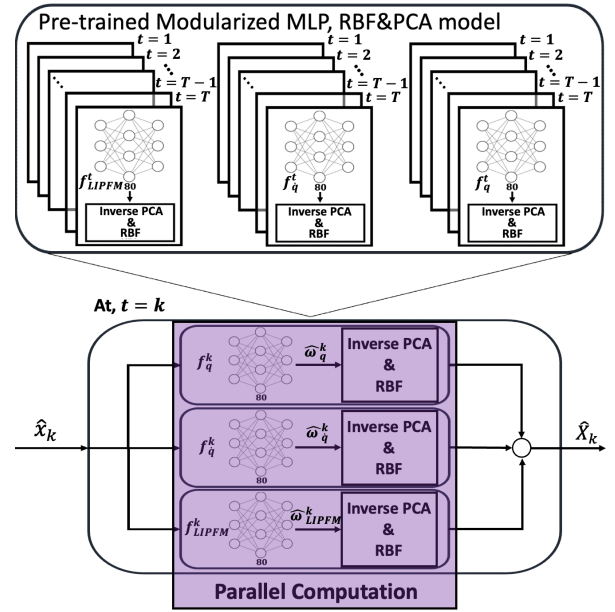 Pre-trained Modularized MLP, RBF&PCA model
t = 1
t = 2
t = T − 1
t = T
f^t_LIPFM
80
Inverse PCA
&
RBF
t = 1
t = 2
t = T − 1
t = T
f^t_q̇
80
Inverse PCA
&
RBF
t = 1
t = 2
t = T − 1
t = T
f^t_q
80
Inverse PCA
&
RBF
At, t = k
x̂_k
f^k_q
80
ω̂^k_q
Inverse PCA
&
RBF
f^k_q̇
80
ω̂^k_q̇
Inverse PCA
&
RBF
f^k_LIPFM
80
ω̂^k_LIPFM
Inverse PCA
&
RBF
X̂_k
Parallel Computation